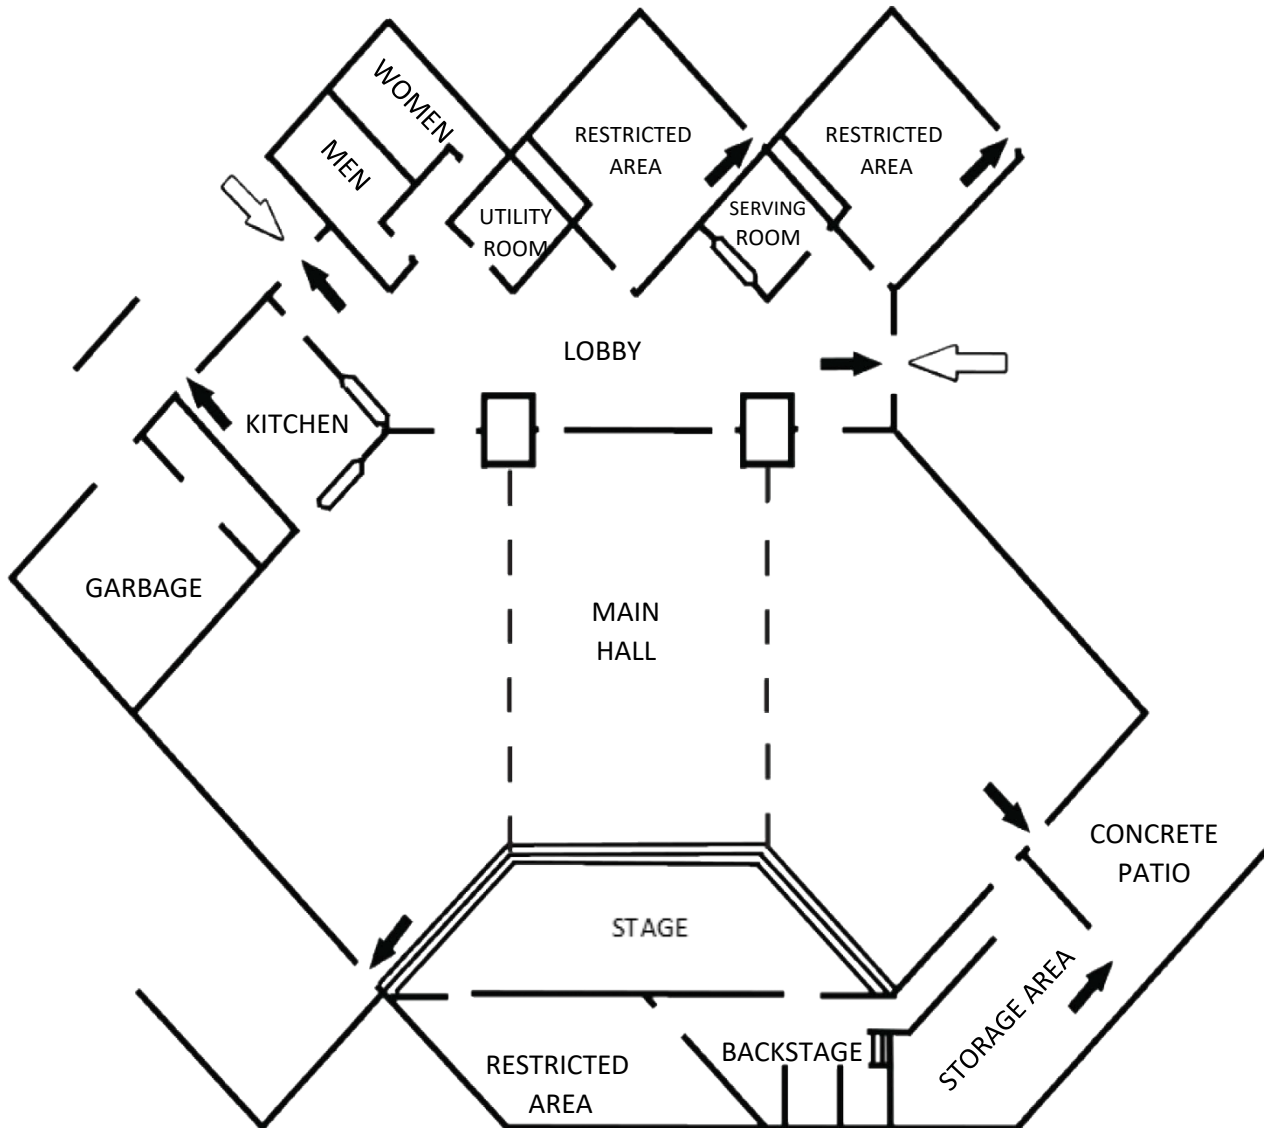 WOMEN
MEN
RESTRICTED
AREA
RESTRICTED
AREA
UTILITY
ROOM
SERVING
ROOM
LOBBY
KITCHEN
GARBAGE
MAIN
HALL
CONCRETE
PATIO
STAGE
STORAGE AREA
BACKSTAGE
RESTRICTED
AREA